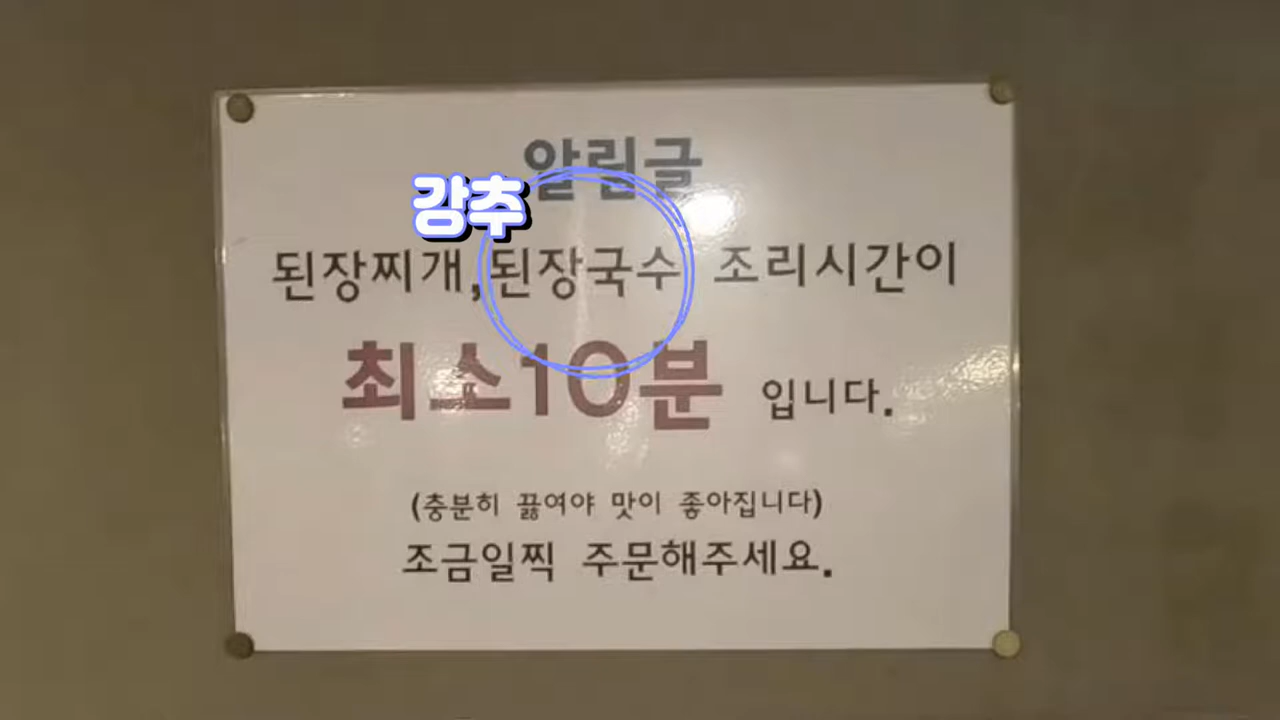 알린글
강추
된장찌개,된장국수 조리시간이
최소10분 입니다.
(충분히 끓여야 맛이 좋아집니다)
조금일찍 주문해주세요.